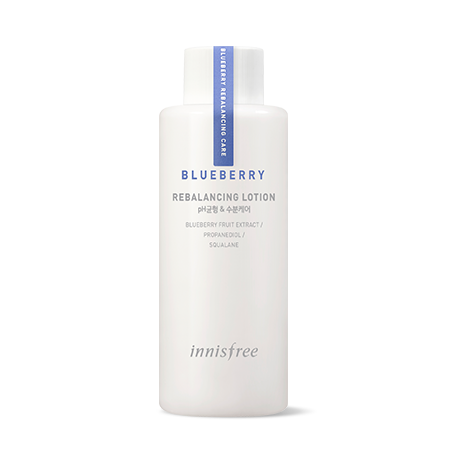 BLUEBERRY REBALANCING CARE
BLUEBERRY
REBALANCING LOTION
pH균형 & 수분케어
BLUEBERRY FRUIT EXTRACT /
PROPANEDIOL /
SQUALANE
innisfree